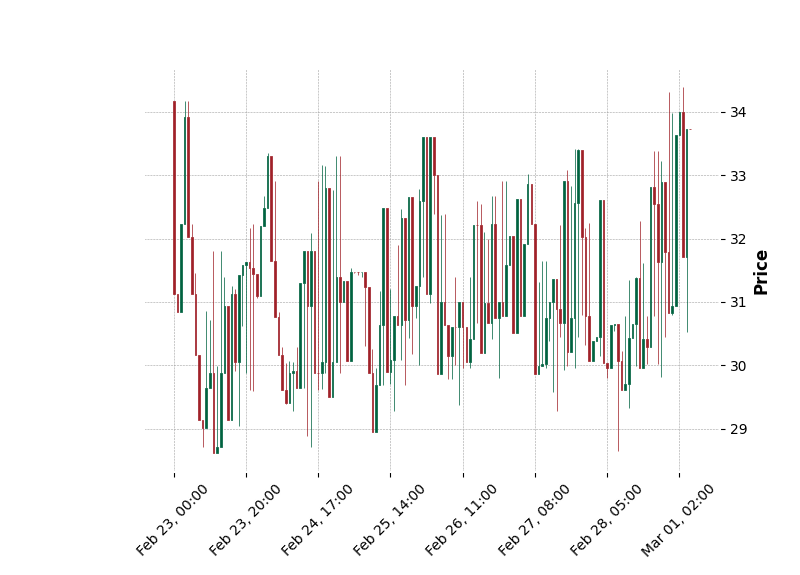 34
33
32
31
30
29
Price
Feb 23, 00:00
Feb 23, 20:00
Feb 24, 17:00
Feb 25, 14:00
Feb 26, 11:00
Feb 27, 08:00
Feb 28, 05:00
Mar 01, 02:00